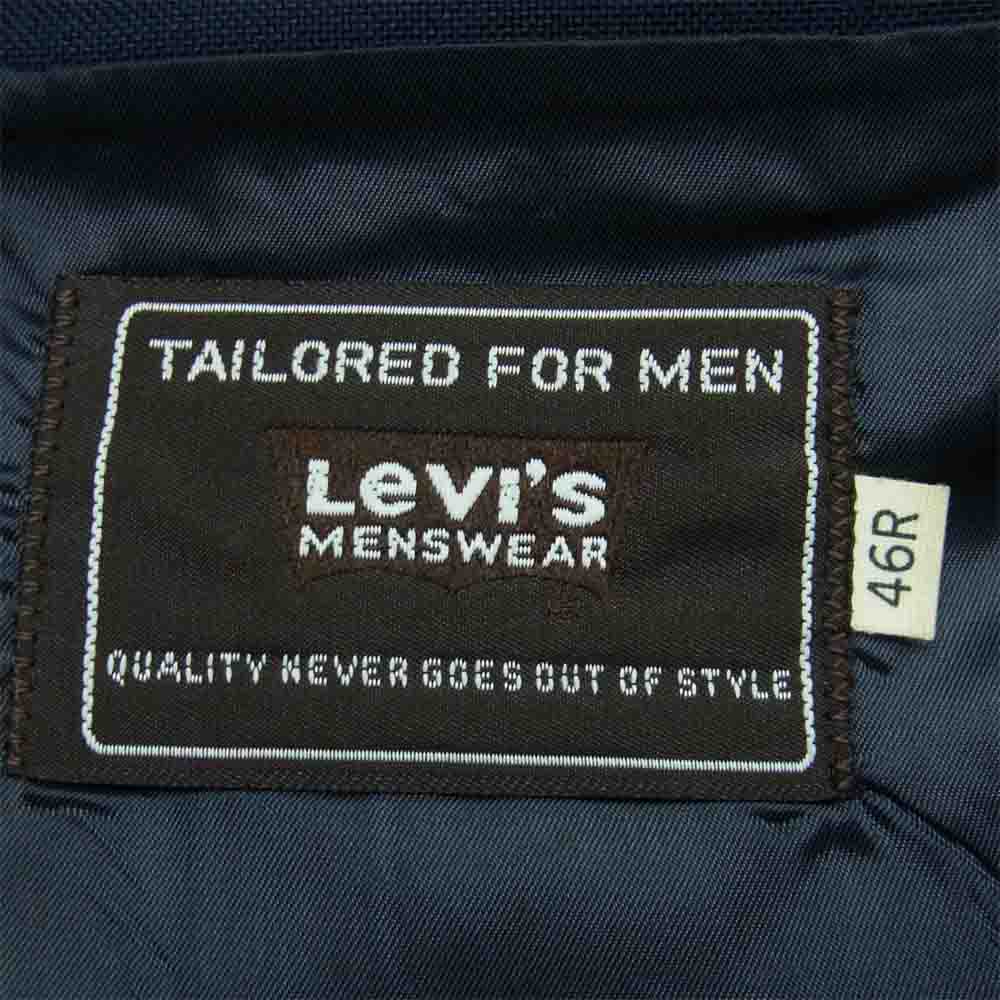 TAILORED FOR MEN
Levi's
MENSWEAR
QUALITY NEVER GOES OUT OF STYLE
46R